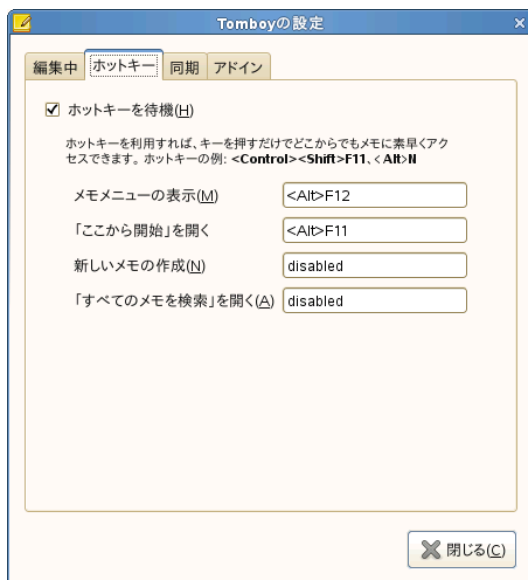 Tomboyの設定
編集中 ホットキー 同期 アドイン
ホットキーを待機(H)
ホットキーを利用すれば、キーを押すだけでどこからでもメモに素早くアク
セスできます。ホットキーの例: <Control><Shift>F11、<Alt>N
メモメニューの表示(M) <Alt>F12
「ここから開始」を開く <Alt>F11
新しいメモの作成(N) disabled
「すべてのメモを検索」を開く(A) disabled
閉じる(C)